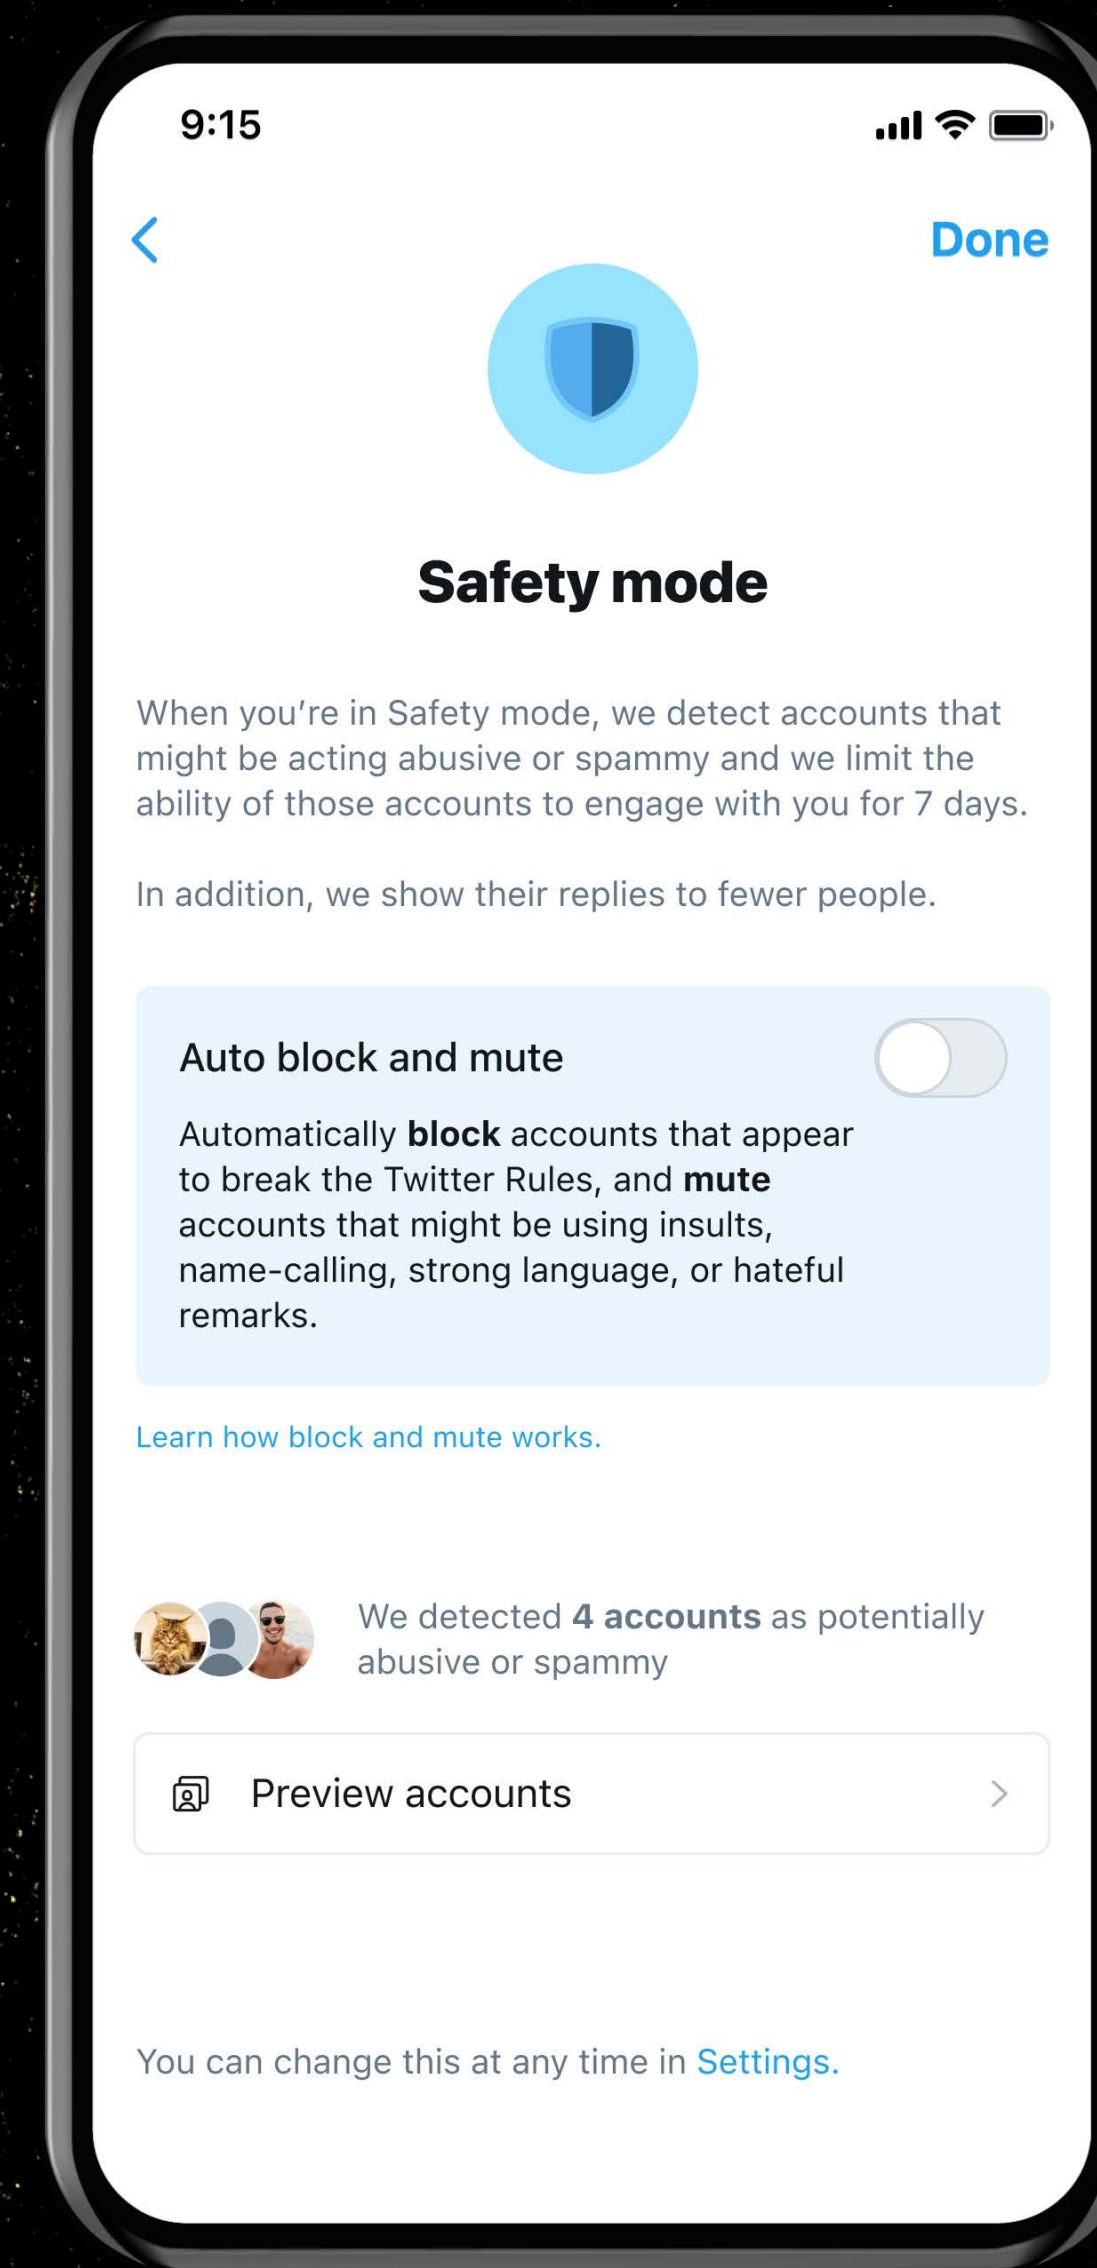 9:15
Done
Safety mode
When you’re in Safety mode, we detect accounts that
might be acting abusive or spammy and we limit the
ability of those accounts to engage with you for 7 days.
In addition, we show their replies to fewer people.
Auto block and mute
Automatically block accounts that appear
to break the Twitter Rules, and mute
accounts that might be using insults,
name-calling, strong language, or hateful
remarks.
Learn how block and mute works.
We detected 4 accounts as potentially
abusive or spammy
Preview accounts
You can change this at any time in Settings.